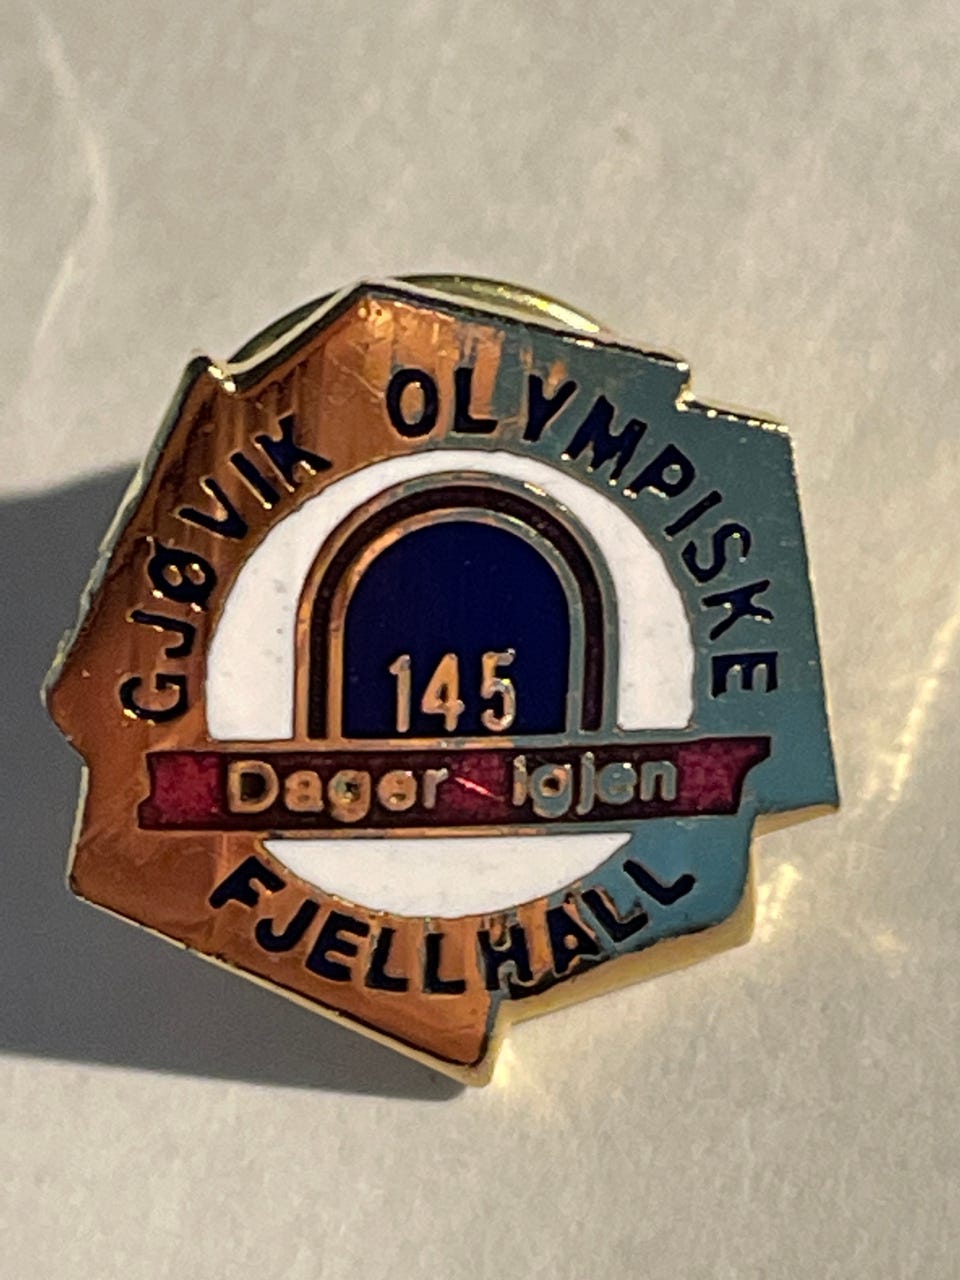 GJØVIK OLYMPISKE
145
Dager igjen
FJELLHALL